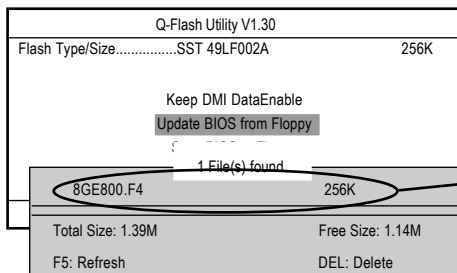 Q-Flash Utility V1.30
Flash Type/Size................SST 49LF002A 256K
Keep DMI DataEnable
Update BIOS from Floppy
1 File(s) found
8GE800.F4 256K
Total Size: 1.39M Free Size: 1.14M
F5: Refresh DEL: Delete